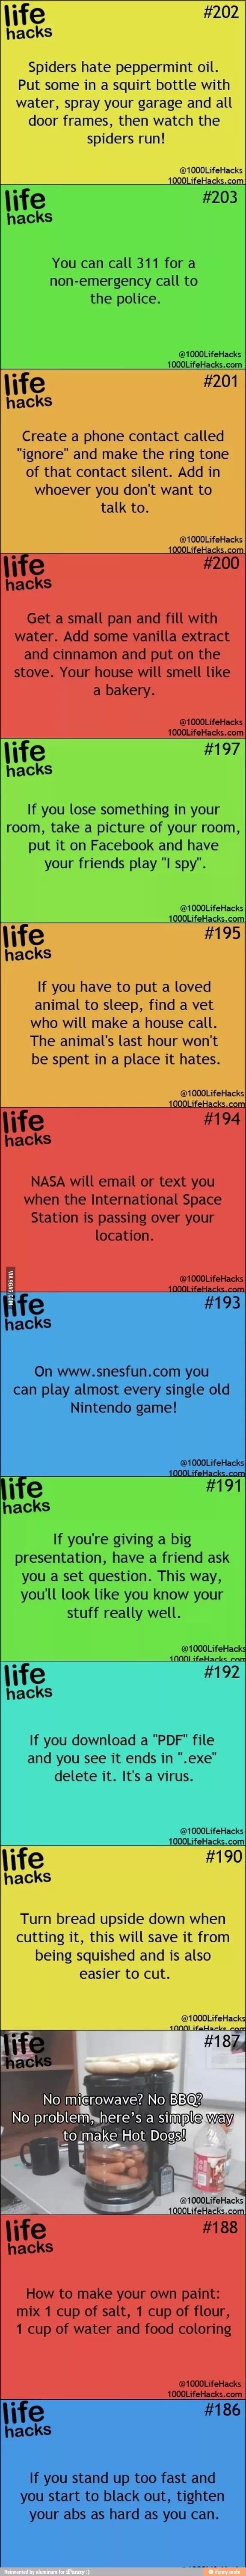 life
hacks
#202
Spiders hate peppermint oil.
Put some in a squirt bottle with
water, spray your garage and all
door frames, then watch the
spiders run!
@1000LifeHacks
1000LifeHacks.com
life
hacks
#203
You can call 311 for a
non-emergency call to
the police.
@1000LifeHacks
1000LifeHacks.com
life
hacks
#201
Create a phone contact called
"ignore" and make the ring tone
of that contact silent. Add in
whoever you don't want to
talk to.
@1000LifeHacks
1000LifeHacks.com
life
hacks
#200
Get a small pan and fill with
water. Add some vanilla extract
and cinnamon and put on the
stove. Your house will smell like
a bakery.
@1000LifeHacks
1000LifeHacks.com
life
hacks
#197
If you lose something in your
room, take a picture of your room,
put it on Facebook and have
your friends play "I spy".
@1000LifeHacks
1000LifeHacks.com
life
hacks
#195
If you have to put a loved
animal to sleep, find a vet
who will make a house call.
The animal's last hour won't
be spent in a place it hates.
@1000LifeHacks
1000LifeHacks.com
life
hacks
#194
NASA will email or text you
when the International Space
Station is passing over your
location.
@1000LifeHacks
1000LifeHacks.com
VIA 9GAG.COM
life
hacks
#193
On www.snesfun.com you
can play almost every single old
Nintendo game!
@1000LifeHacks
1000LifeHacks.com
life
hacks
#191
If you're giving a big
presentation, have a friend ask
you a set question. This way,
you'll look like you know your
stuff really well.
@1000LifeHacks
1000LifeHacks.com
life
hacks
#192
If you download a "PDF" file
and you see it ends in ".exe"
delete it. It's a virus.
@1000LifeHacks
1000LifeHacks.com
life
hacks
#190
Turn bread upside down when
cutting it, this will save it from
being squished and is also
easier to cut.
@1000LifeHacks
1000LifeHacks.com
life
hacks
#187
No microwave? No BBQ?
No problem, here's a simple way
to make Hot Dogs!
@1000LifeHacks
1000LifeHacks.com
life
hacks
#188
How to make your own paint:
mix 1 cup of salt, 1 cup of flour,
1 cup of water and food coloring
@1000LifeHacks
1000LifeHacks.com
life
hacks
#186
If you stand up too fast and
you start to black out, tighten
your abs as hard as you can.